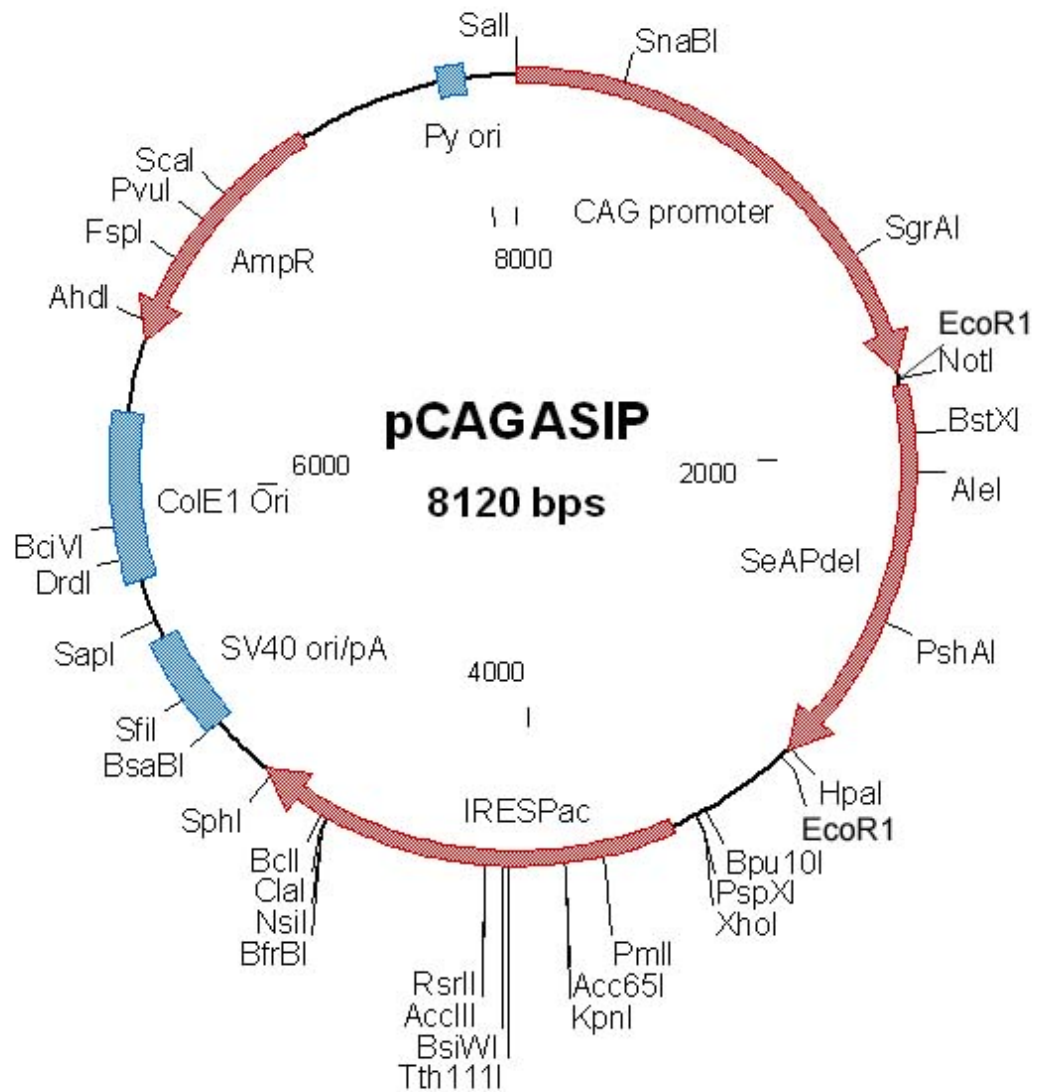 SalI
SnaBI
Py ori
ScaI
PvuI
FspI
AmpR
AhdI
CAG promoter
8000
SgrAI
EcoR1
NotI
BstXI
AleI
pCAGASIP
8120 bps
2000
6000
ColE1 Ori
BciVI
DrdI
SeAPdel
PshAI
SapI
SV40 ori/pA
4000
SfiI
BsaBI
SphI
IRESPac
HpaI
EcoR1
BclI
ClaI
NsiI
BfrBI
Bpu10I
PspXI
XhoI
PmlI
Acc65I
KpnI
RsrII
AccIII
BsiWI
Tth111I